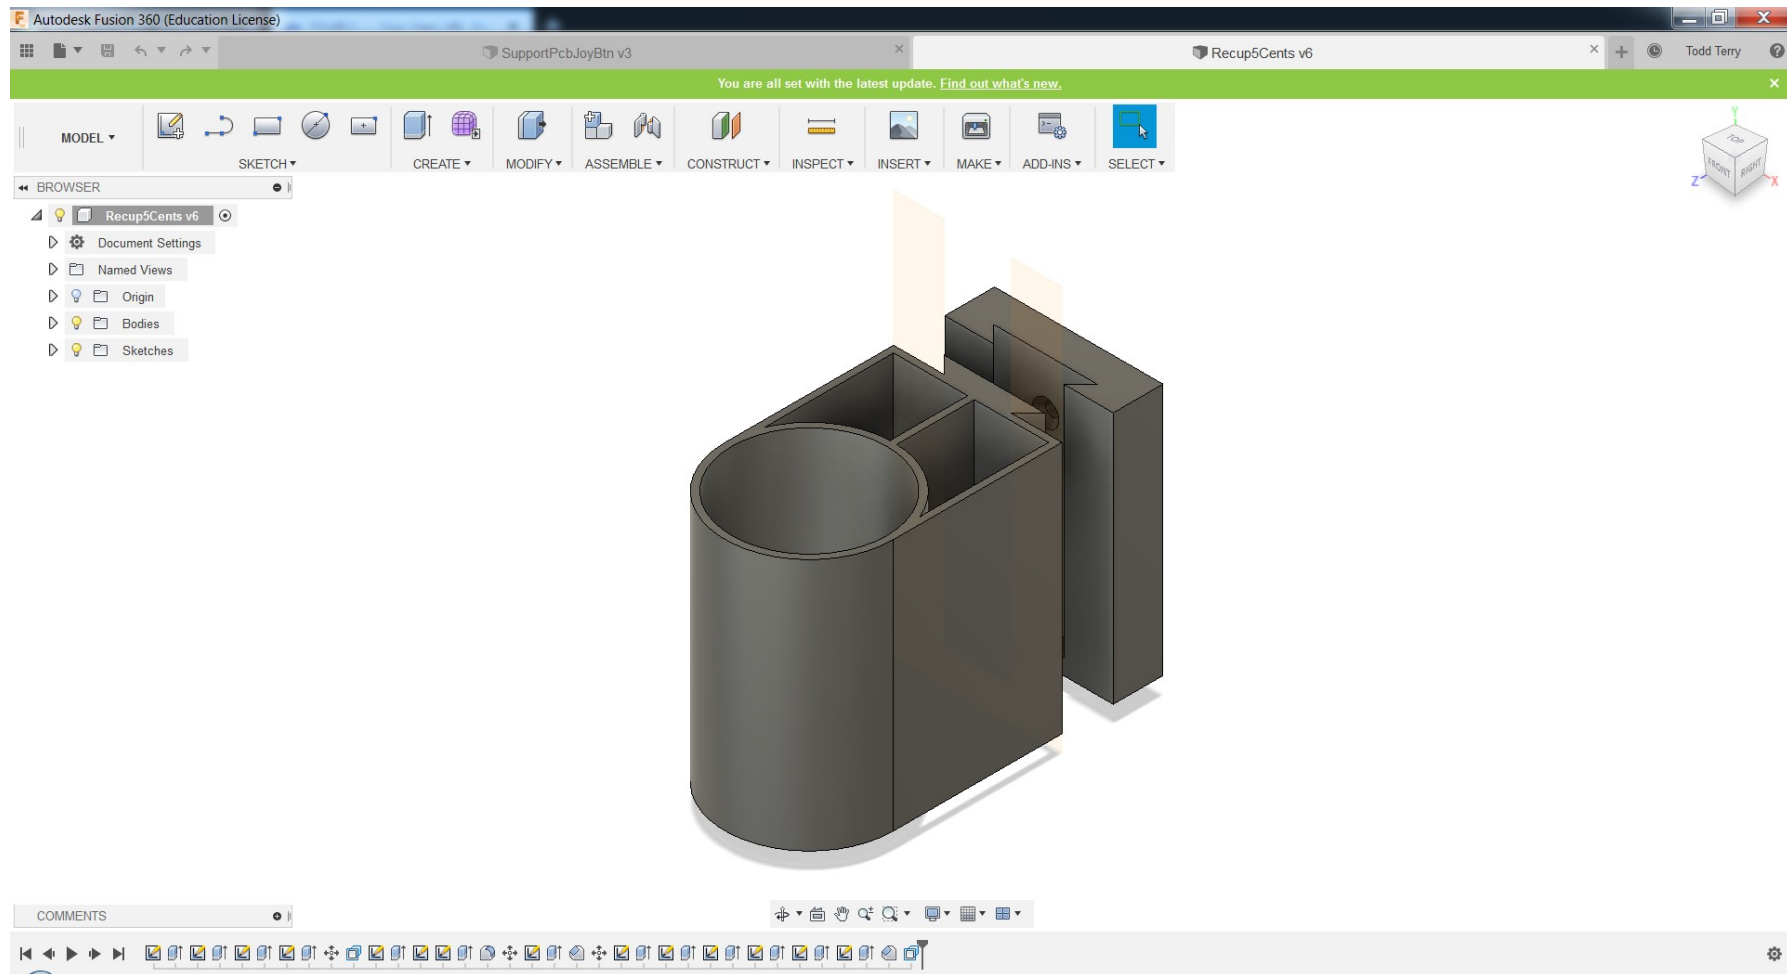 Autodesk Fusion 360 (Education License)
SupportPcbJoyBtn v3
Recup5Cents v6
Todd Terry
You are all set with the latest update. Find out what's new.
MODEL
SKETCH
CREATE
MODIFY
ASSEMBLE
CONSTRUCT
INSPECT
INSERT
MAKE
ADD-INS
SELECT
Y
TOP
FRONT
RIGHT
Z
X
BROWSER
Recup5Cents v6
Document Settings
Named Views
Origin
Bodies
Sketches
COMMENTS